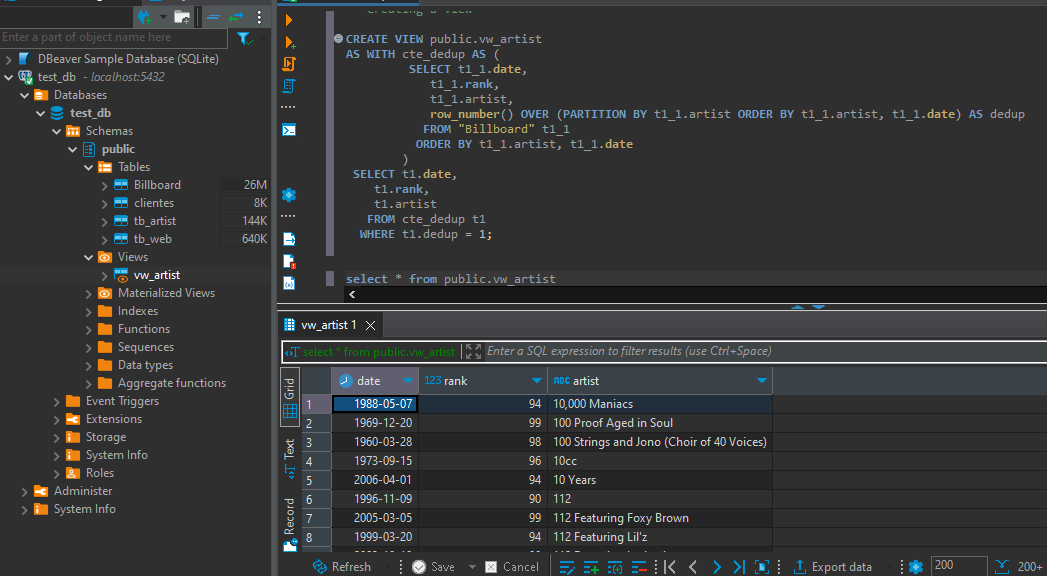 Enter a part of object name here
DBeaver Sample Database (SQLite)
test_db - localhost:5432
Databases
test_db
Schemas
public
Tables
Billboard 26M
clientes 8K
tb_artist 144K
tb_web 640K
Views
vw_artist
Materialized Views
Indexes
Functions
Sequences
Data types
Aggregate functions
Event Triggers
Extensions
Storage
System Info
Roles
Administer
System Info
CREATE VIEW public.vw_artist
AS WITH cte_dedup AS (
SELECT t1_1.date,
t1_1.rank,
t1_1.artist,
row_number() OVER (PARTITION BY t1_1.artist ORDER BY t1_1.artist, t1_1.date) AS dedup
FROM "Billboard" t1_1
ORDER BY t1_1.artist, t1_1.date
)
SELECT t1.date,
t1.rank,
t1.artist
FROM cte_dedup t1
WHERE t1.dedup = 1;
select * from public.vw_artist
vw_artist 1
select * from public.vw_artist Enter a SQL expression to filter results (use Ctrl+Space)
Grid
Text
Record
date 123 rank ABC artist
1 1988-05-07 94 10,000 Maniacs
2 1969-12-20 99 100 Proof Aged in Soul
3 1960-03-28 98 100 Strings and Jono (Choir of 40 Voices)
4 1973-09-15 96 10cc
5 2006-04-01 94 10 Years
6 1996-11-09 90 112
7 2005-03-05 99 112 Featuring Foxy Brown
8 1999-03-20 94 112 Featuring Lil'z
Refresh Save Cancel Export data 200 200+